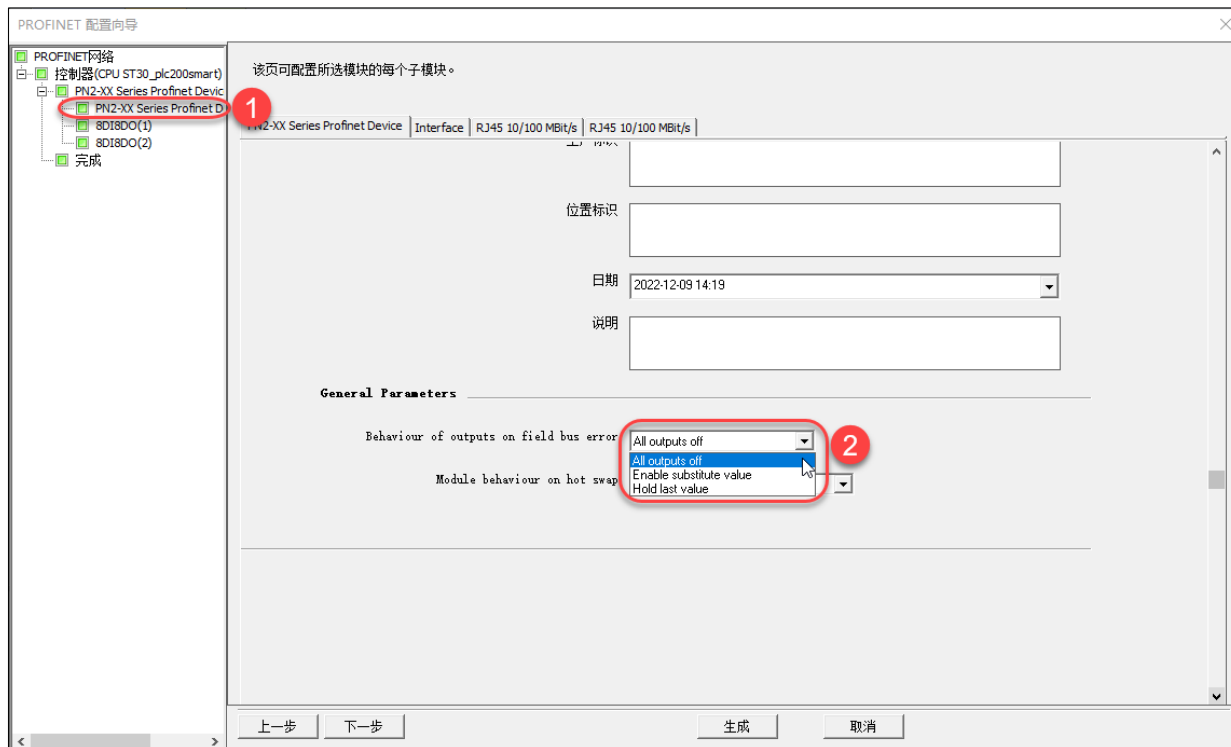 PROFINET 配置向导
PROFINET网络
控制器(CPU ST30_plc200smart)
PN2-XX Series Profinet Devic
PN2-XX Series Profinet D
8DI8DO(1)
8DI8DO(2)
完成
1
该页可配置所选模块的每个子模块。
PN2-XX Series Profinet Device
Interface
RJ45 10/100 MBit/s
RJ45 10/100 MBit/s
位置标识
日期
2022-12-09 14:19
说明
General Parameters
Behaviour of outputs on field bus error
All outputs off
2
All outputs off
Enable substitute value
Hold last value
Module behaviour on hot swap
上一步
下一步
生成
取消